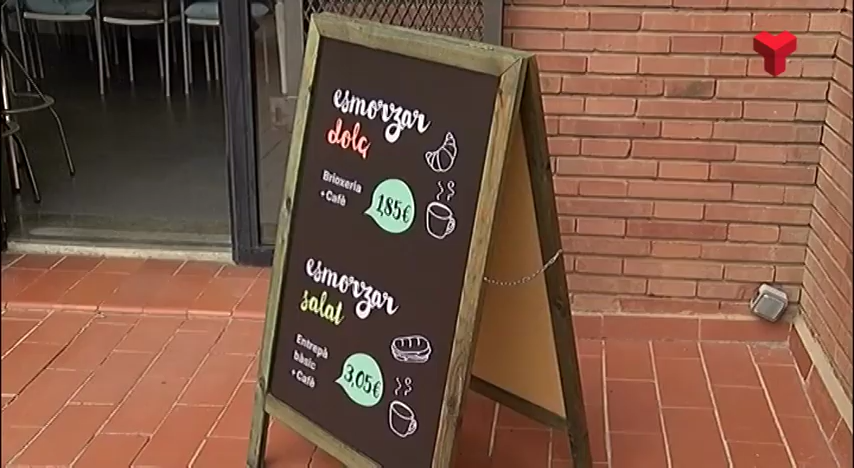 esmorzar
dolç
Brioxeria
+Cafè
1,85€
esmorzar
salat
Entrepà
bàsic
+Cafè
3,05€